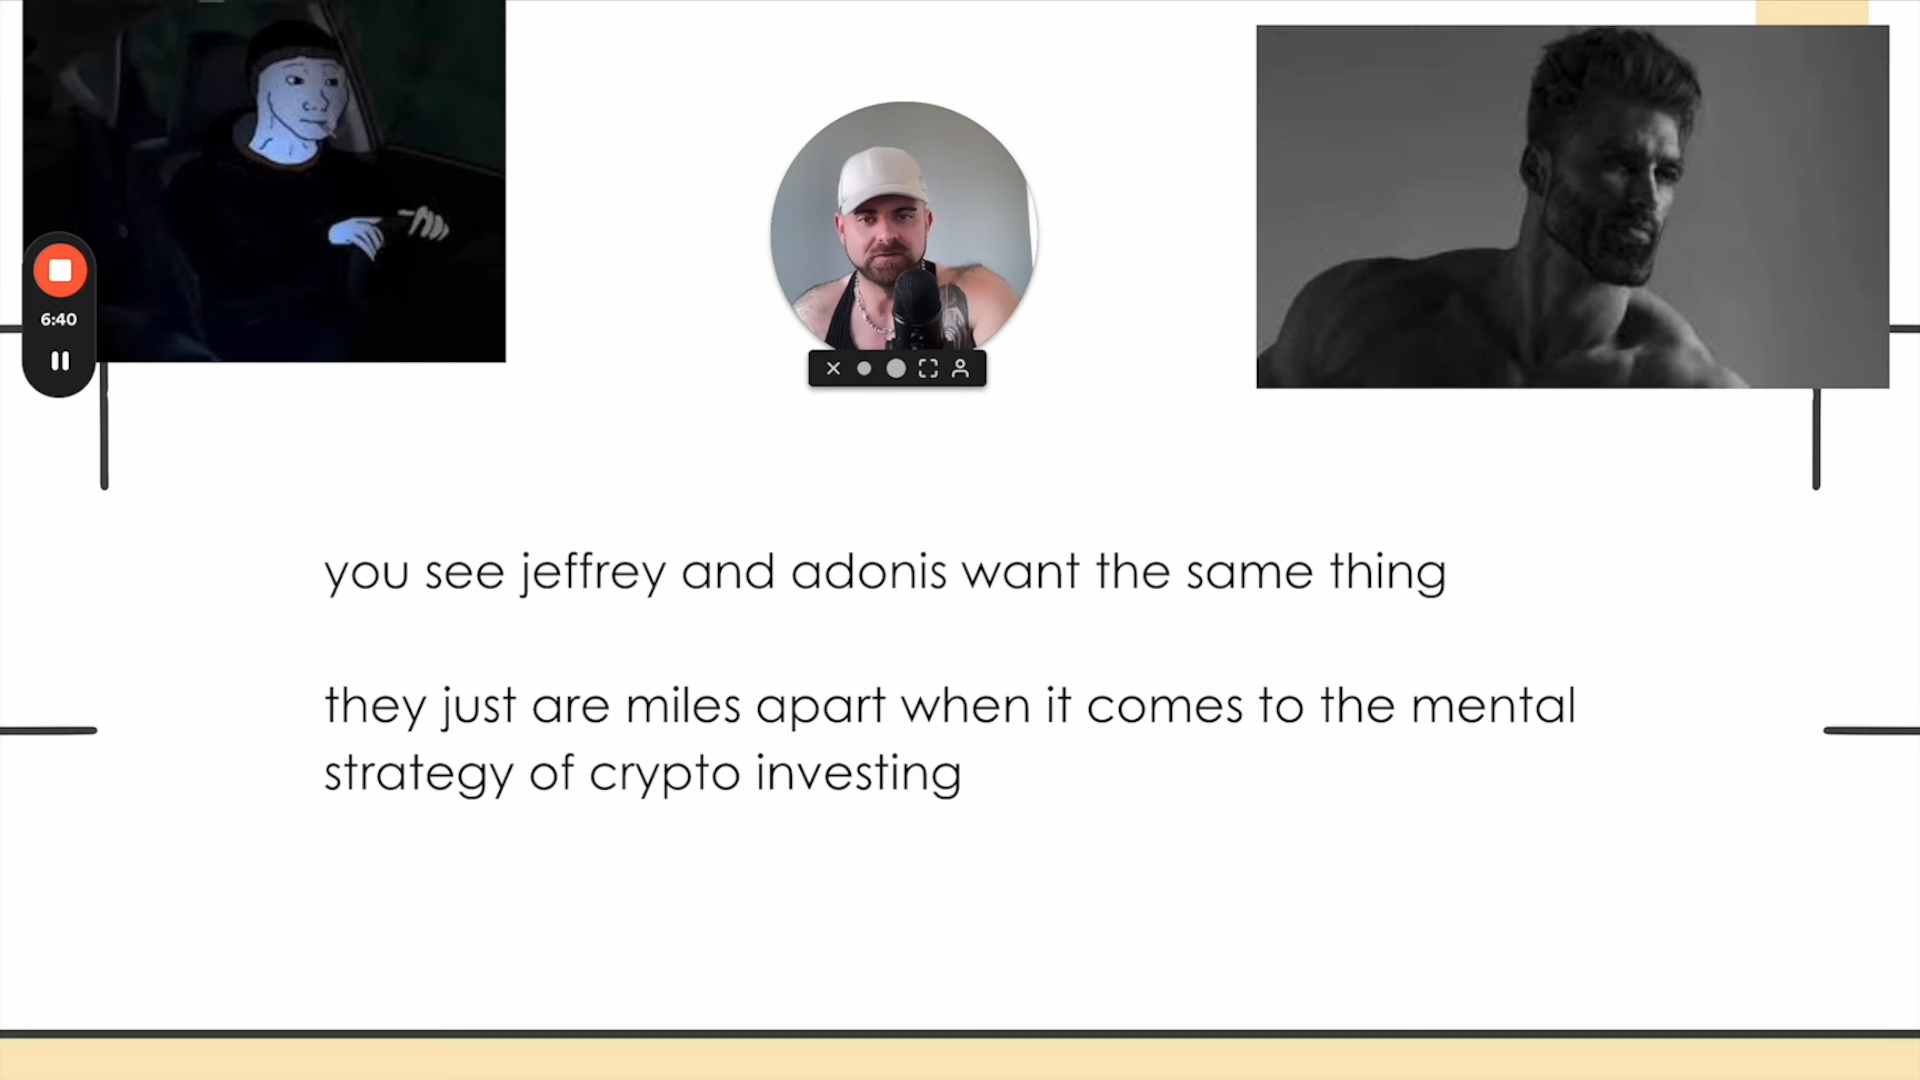 6:40
you see jeffrey and adonis want the same thing
they just are miles apart when it comes to the mental
strategy of crypto investing